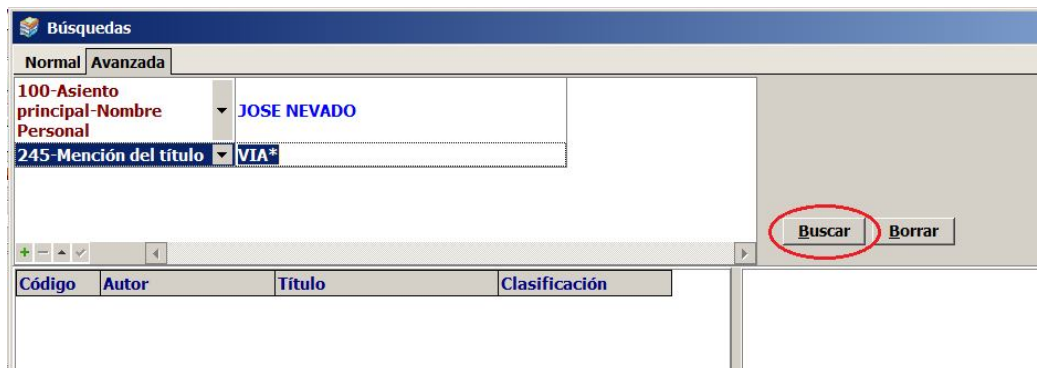 Búsquedas
Normal Avanzada
100-Asiento
principal-Nombre
Personal
JOSE NEVADO
245-Mención del título VIA*
Buscar Borrar
Código Autor Título Clasificación